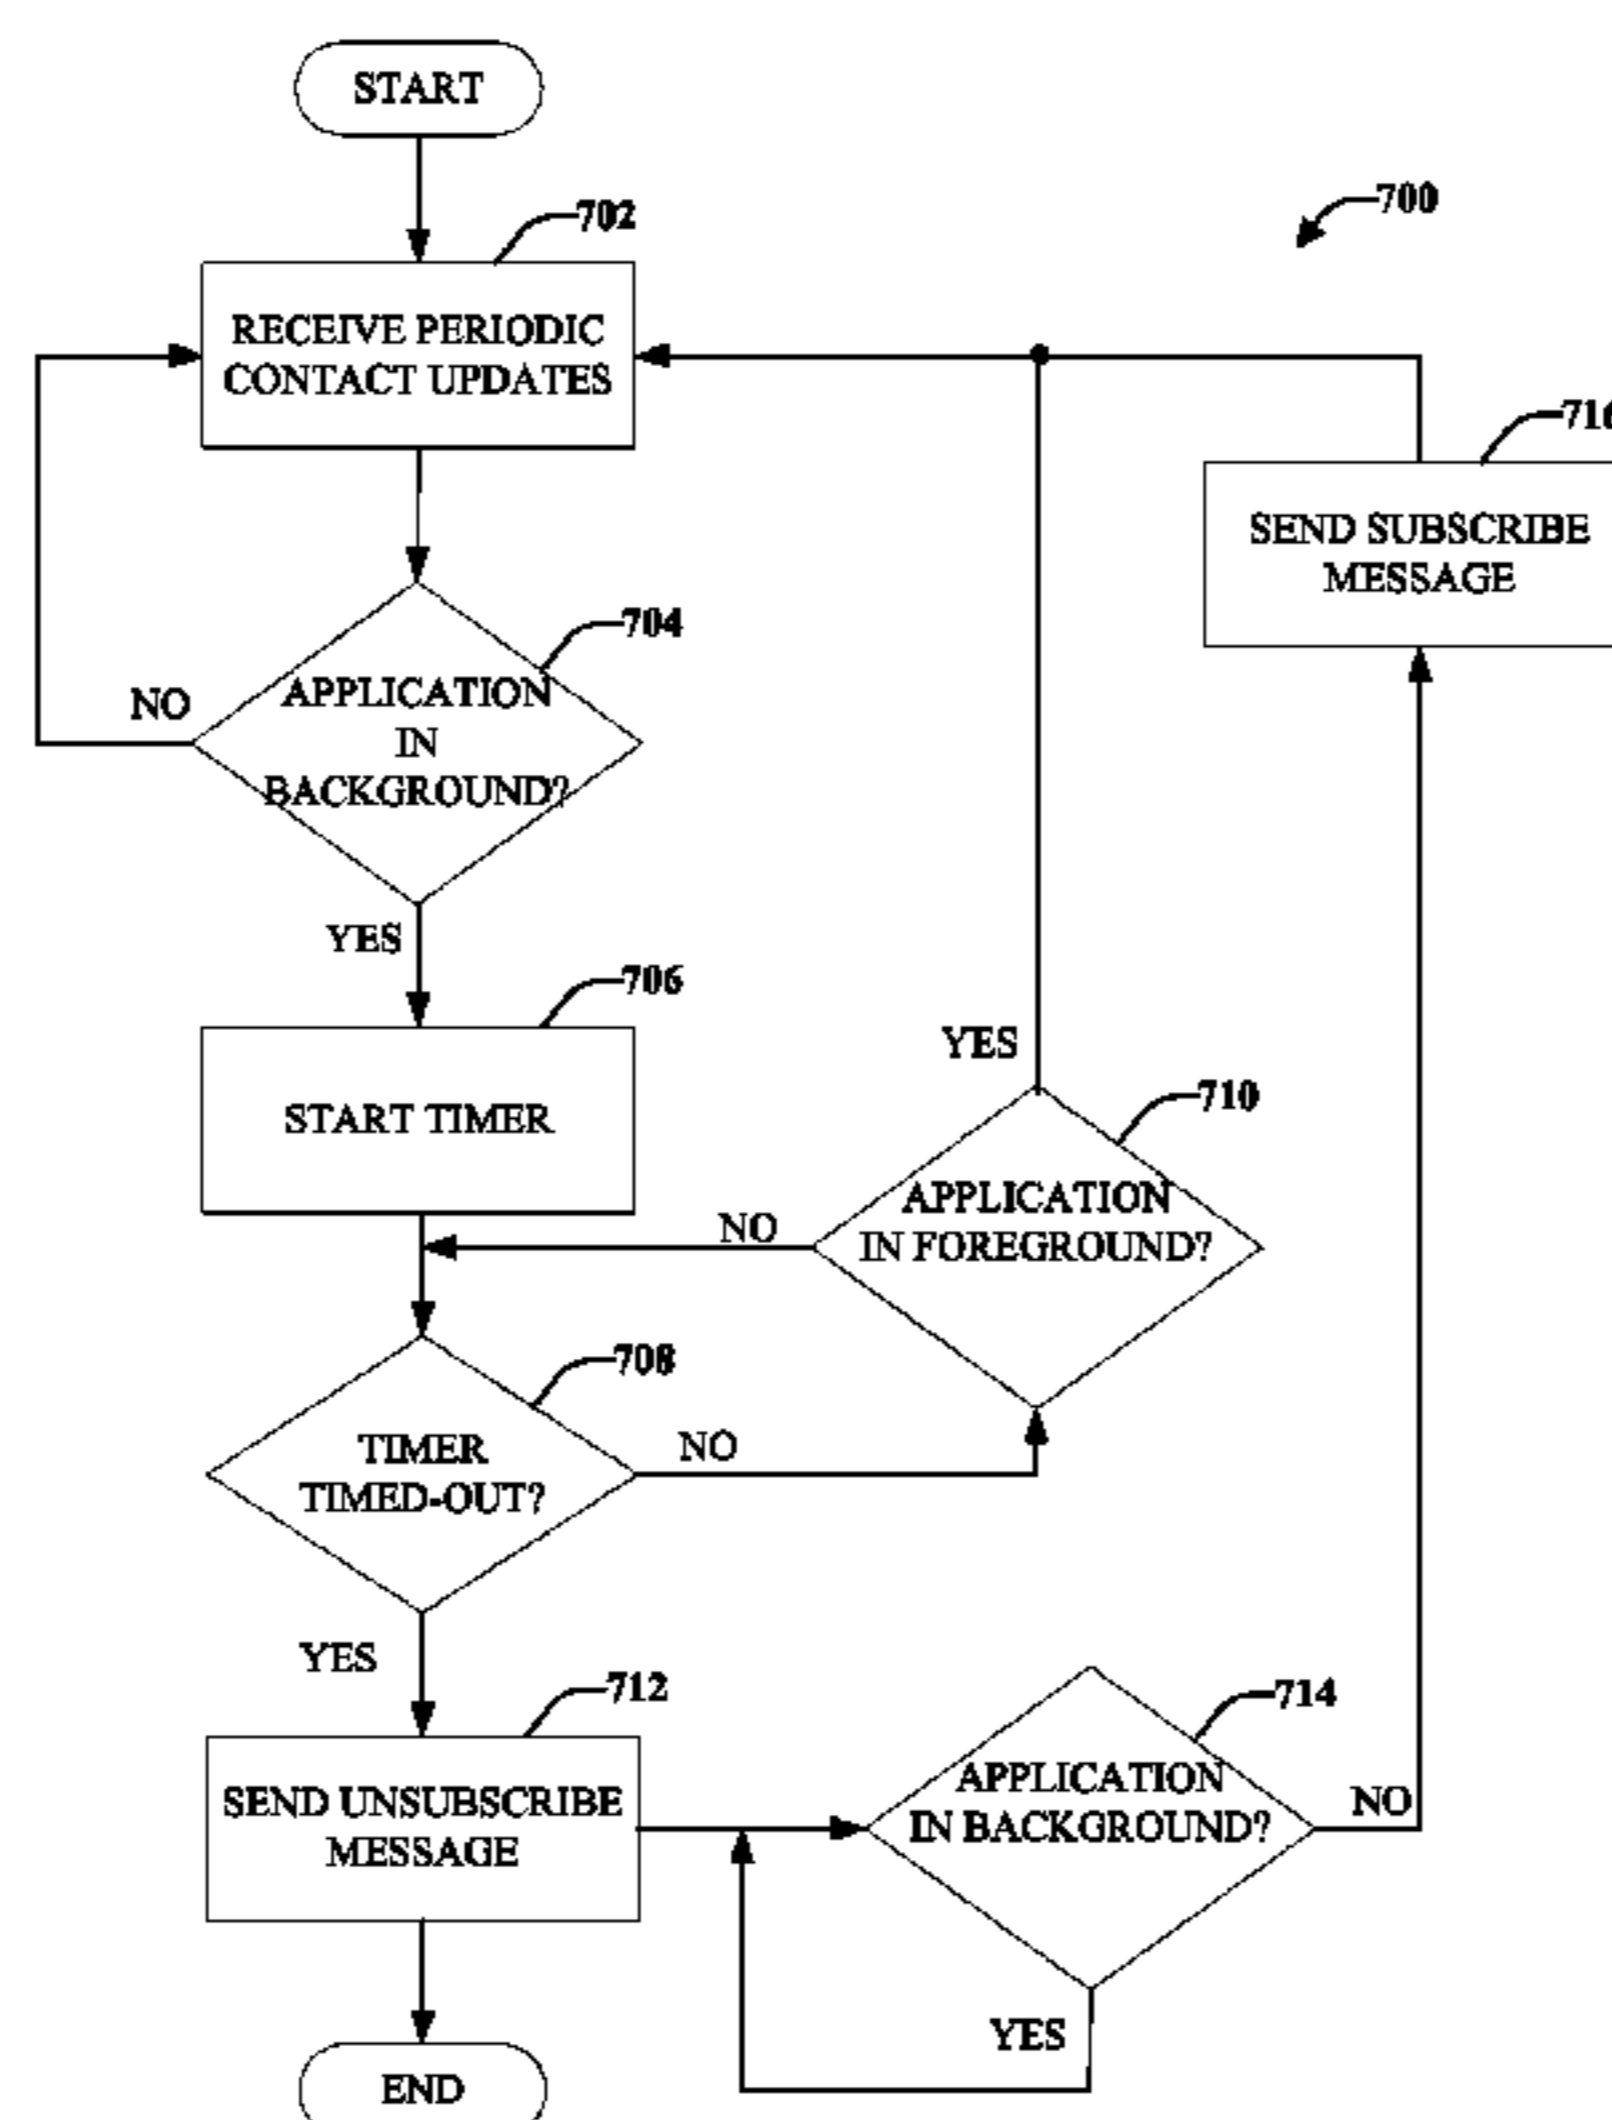 START
702
700
RECEIVE PERIODIC
CONTACT UPDATES
SEND SUBSCRIBE
MESSAGE
704
NO
APPLICATION
IN
BACKGROUND?
YES
706
START TIMER
YES
710
APPLICATION
IN FOREGROUND?
NO
708
TIMER
TIMED-OUT?
NO
YES
712
SEND UNSUBSCRIBE
MESSAGE
714
APPLICATION
IN BACKGROUND?
NO
YES
END